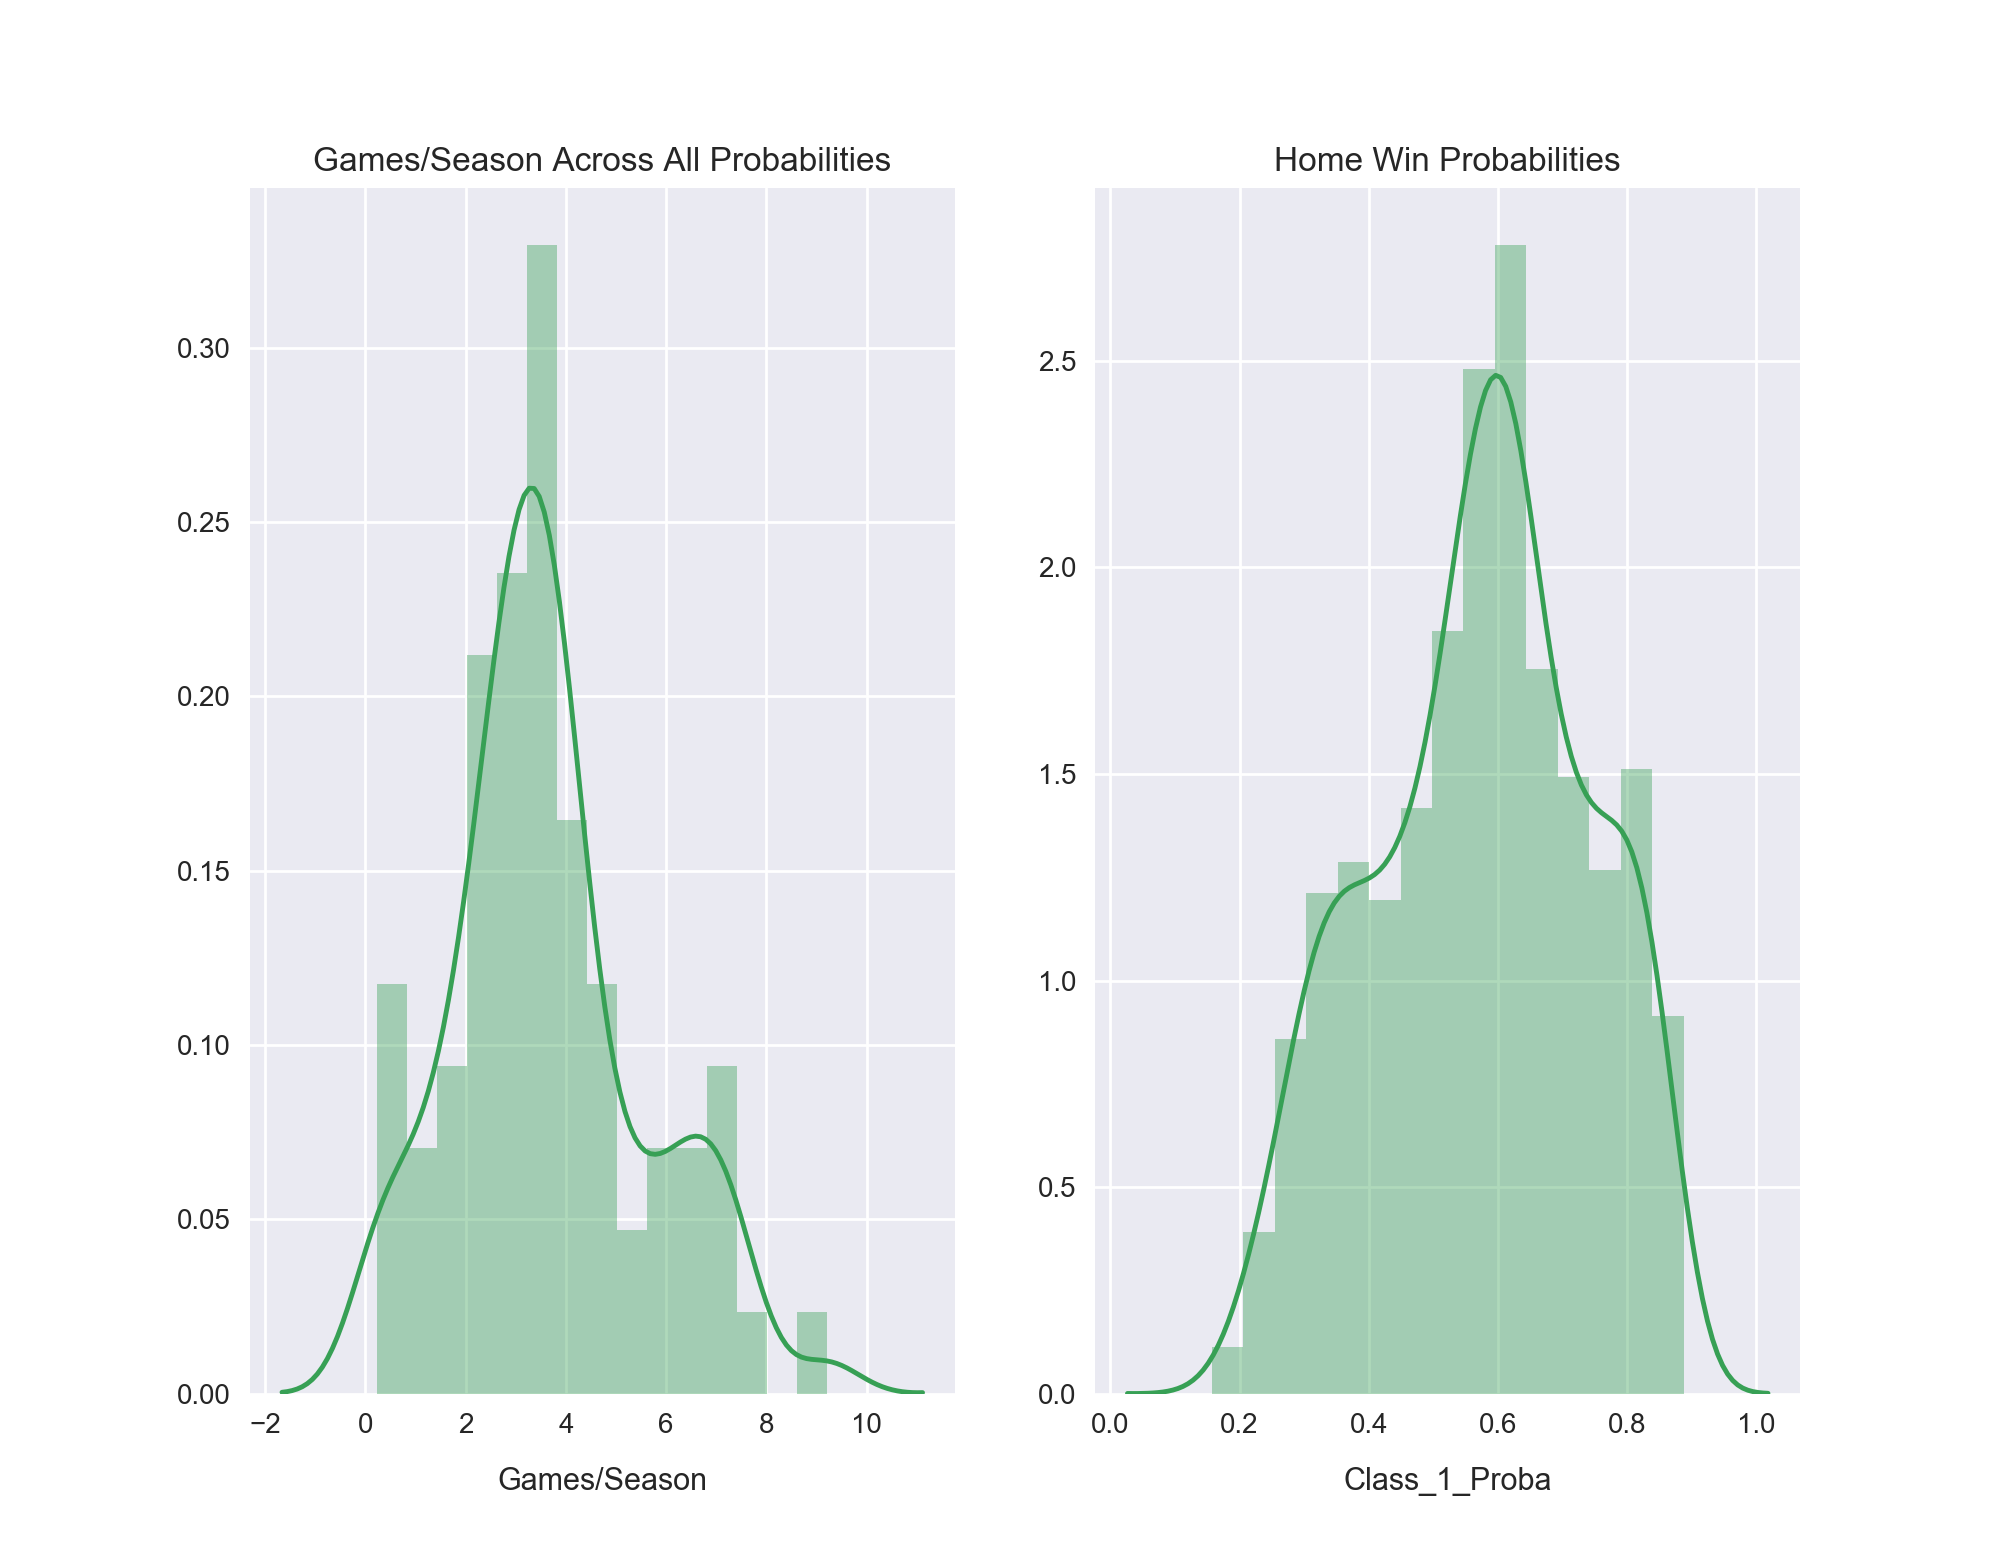 Games/Season Across All Probabilities
0.30
0.25
0.20
0.15
0.10
0.05
0.00
−2 0 2 4 6 8 10
Games/Season
Home Win Probabilities
2.5
2.0
1.5
1.0
0.5
0.0
0.0 0.2 0.4 0.6 0.8 1.0
Class_1_Proba